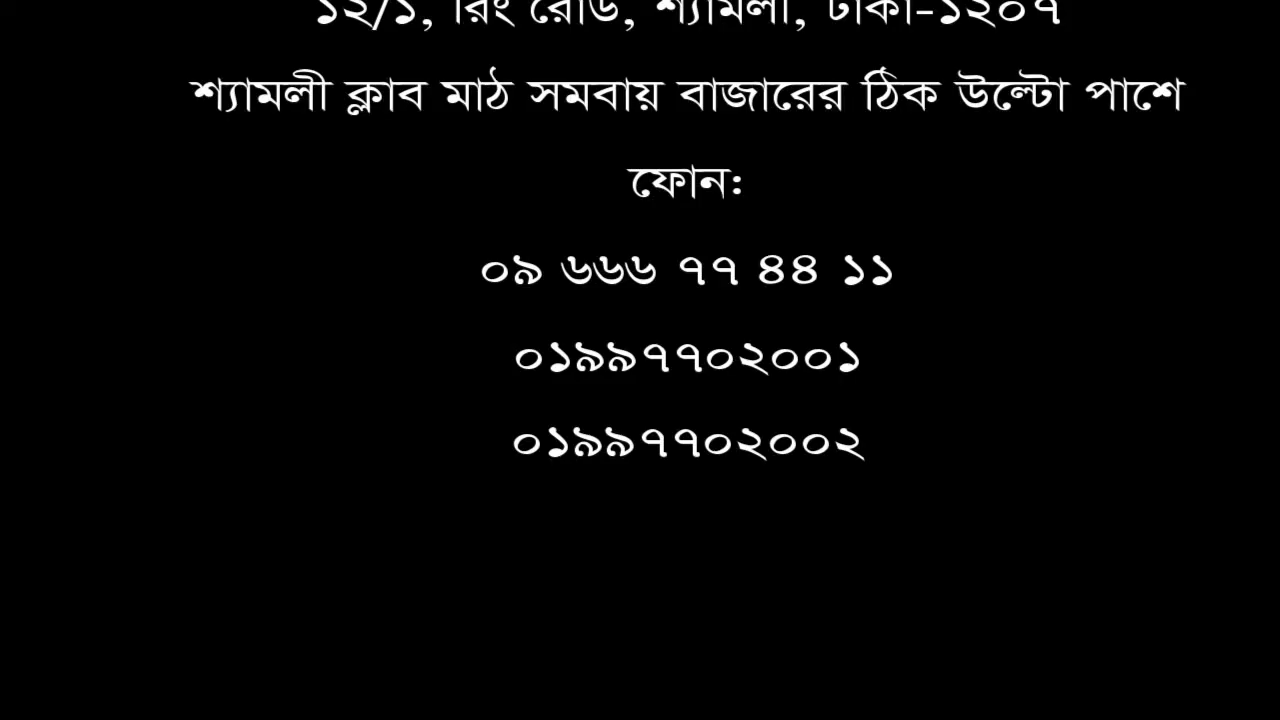 ১২/১, রিং রোড, শ্যামলী, ঢাকা-১২০৭
শ্যামলী ক্লাব মাঠ সমবায় বাজারের ঠিক উল্টো পাশে
ফোন:
০৯ ৬৬৬ ৭৭ ৪৪ ১১
০১৯৯৭৭০২০০১
০১৯৯৭৭০২০০২